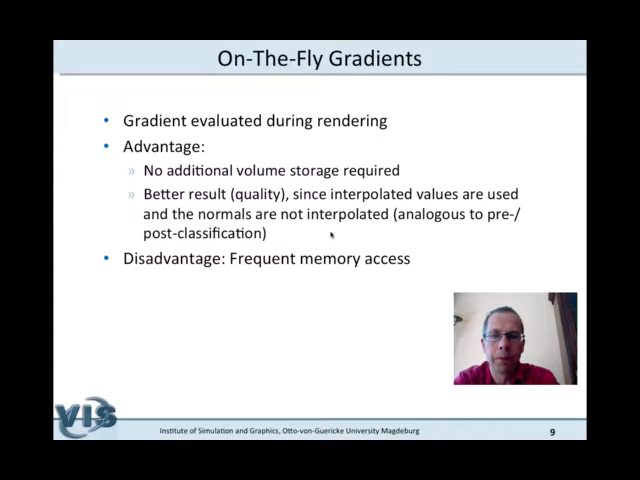 On-The-Fly Gradients
• Gradient evaluated during rendering
• Advantage:
» No additional volume storage required
» Better result (quality), since interpolated values are used
and the normals are not interpolated (analogous to pre-/
post-classification)
• Disadvantage: Frequent memory access
VIS
Institute of Simulation and Graphics, Otto-von-Guericke University Magdeburg
9